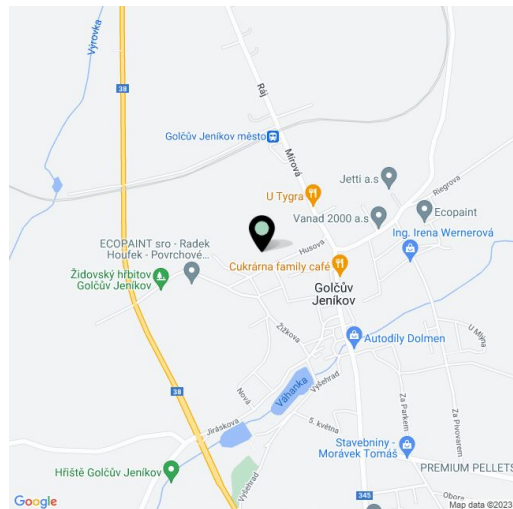 Výrovka
38
Ráj
Golčův Jeníkov město
Mírová
Jetti a.s
Riegrova
U Tygra
Vanad 2000 a.s
Ecopaint
Ing. Irena Wernerová
Husova
ECOPAINT sro - Radek
Houfek - Povrchové...
Cukrárna family café
Židovský hřbitov
Golčův Jeníkov
Golčův
Jeníkov
Žižkova
Autodíly Dolmen
U Mlýna
38
Nová
Váhanka
Vyšehrad
Za Parkem
Za Pivovarem
Jiráskova
5. května
Stavebniny -
Morávek Tomáš
Hřiště Golčův Jeníkov
Vyšehrad
PREMIUM PELLETS
345
Obora
Google
Map data ©2023